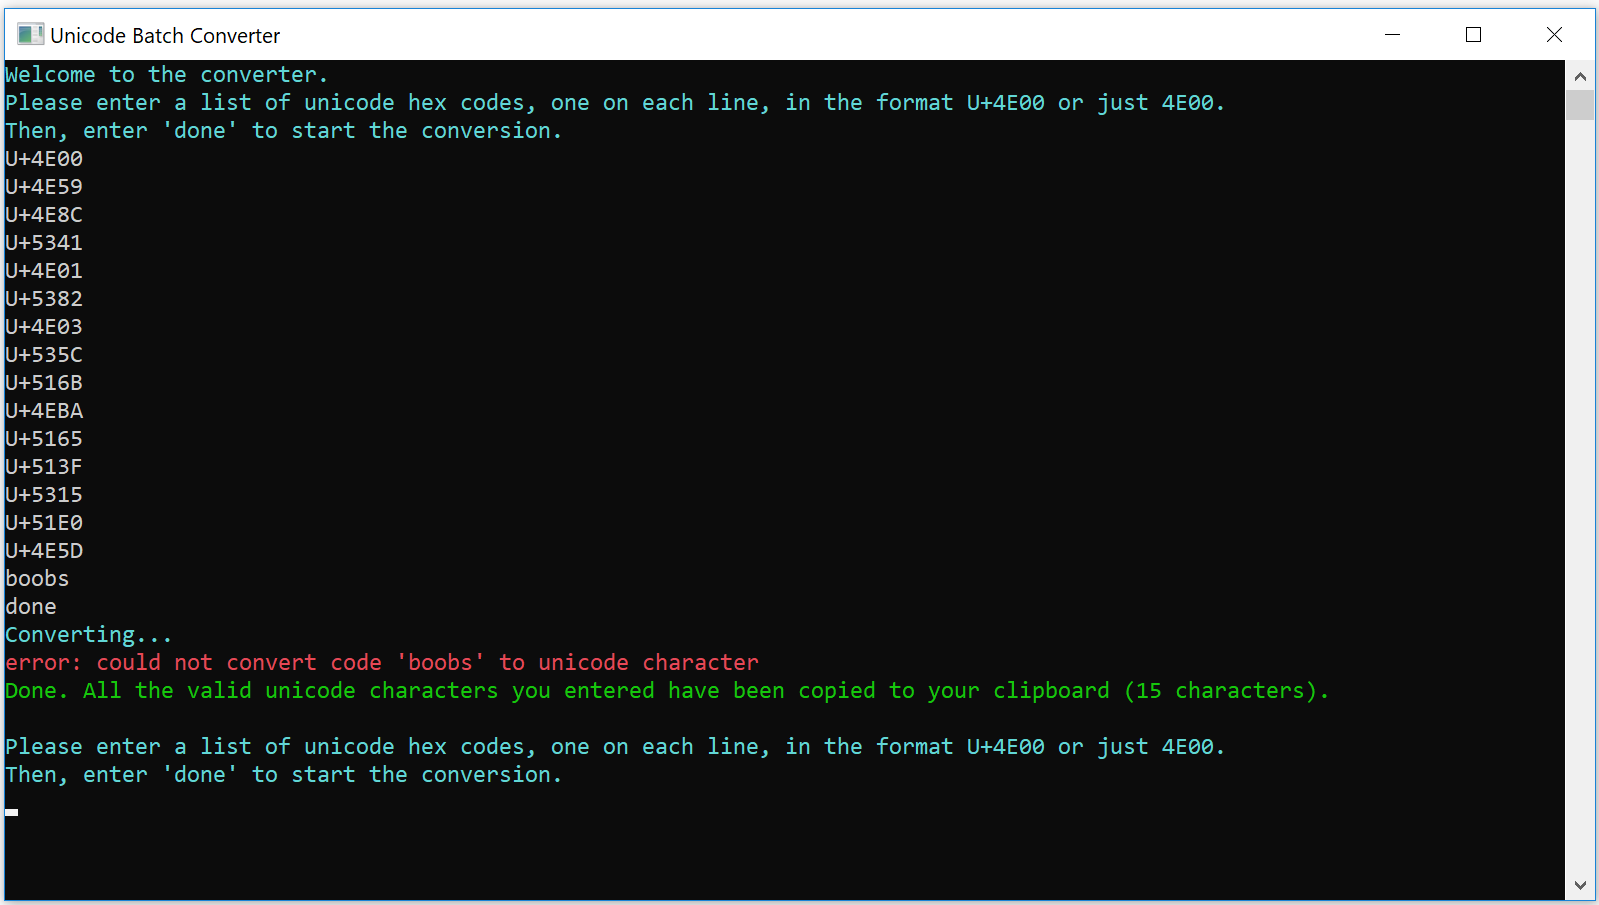 Unicode Batch Converter
Welcome to the converter.
Please enter a list of unicode hex codes, one on each line, in the format U+4E00 or just 4E00.
Then, enter 'done' to start the conversion.
U+4E00
U+4E59
U+4E8C
U+5341
U+4E01
U+5382
U+4E03
U+535C
U+516B
U+4EBA
U+5165
U+513F
U+5315
U+51E0
U+4E5D
boobs
done
Converting...
error: could not convert code 'boobs' to unicode character
Done. All the valid unicode characters you entered have been copied to your clipboard (15 characters).
Please enter a list of unicode hex codes, one on each line, in the format U+4E00 or just 4E00.
Then, enter 'done' to start the conversion.